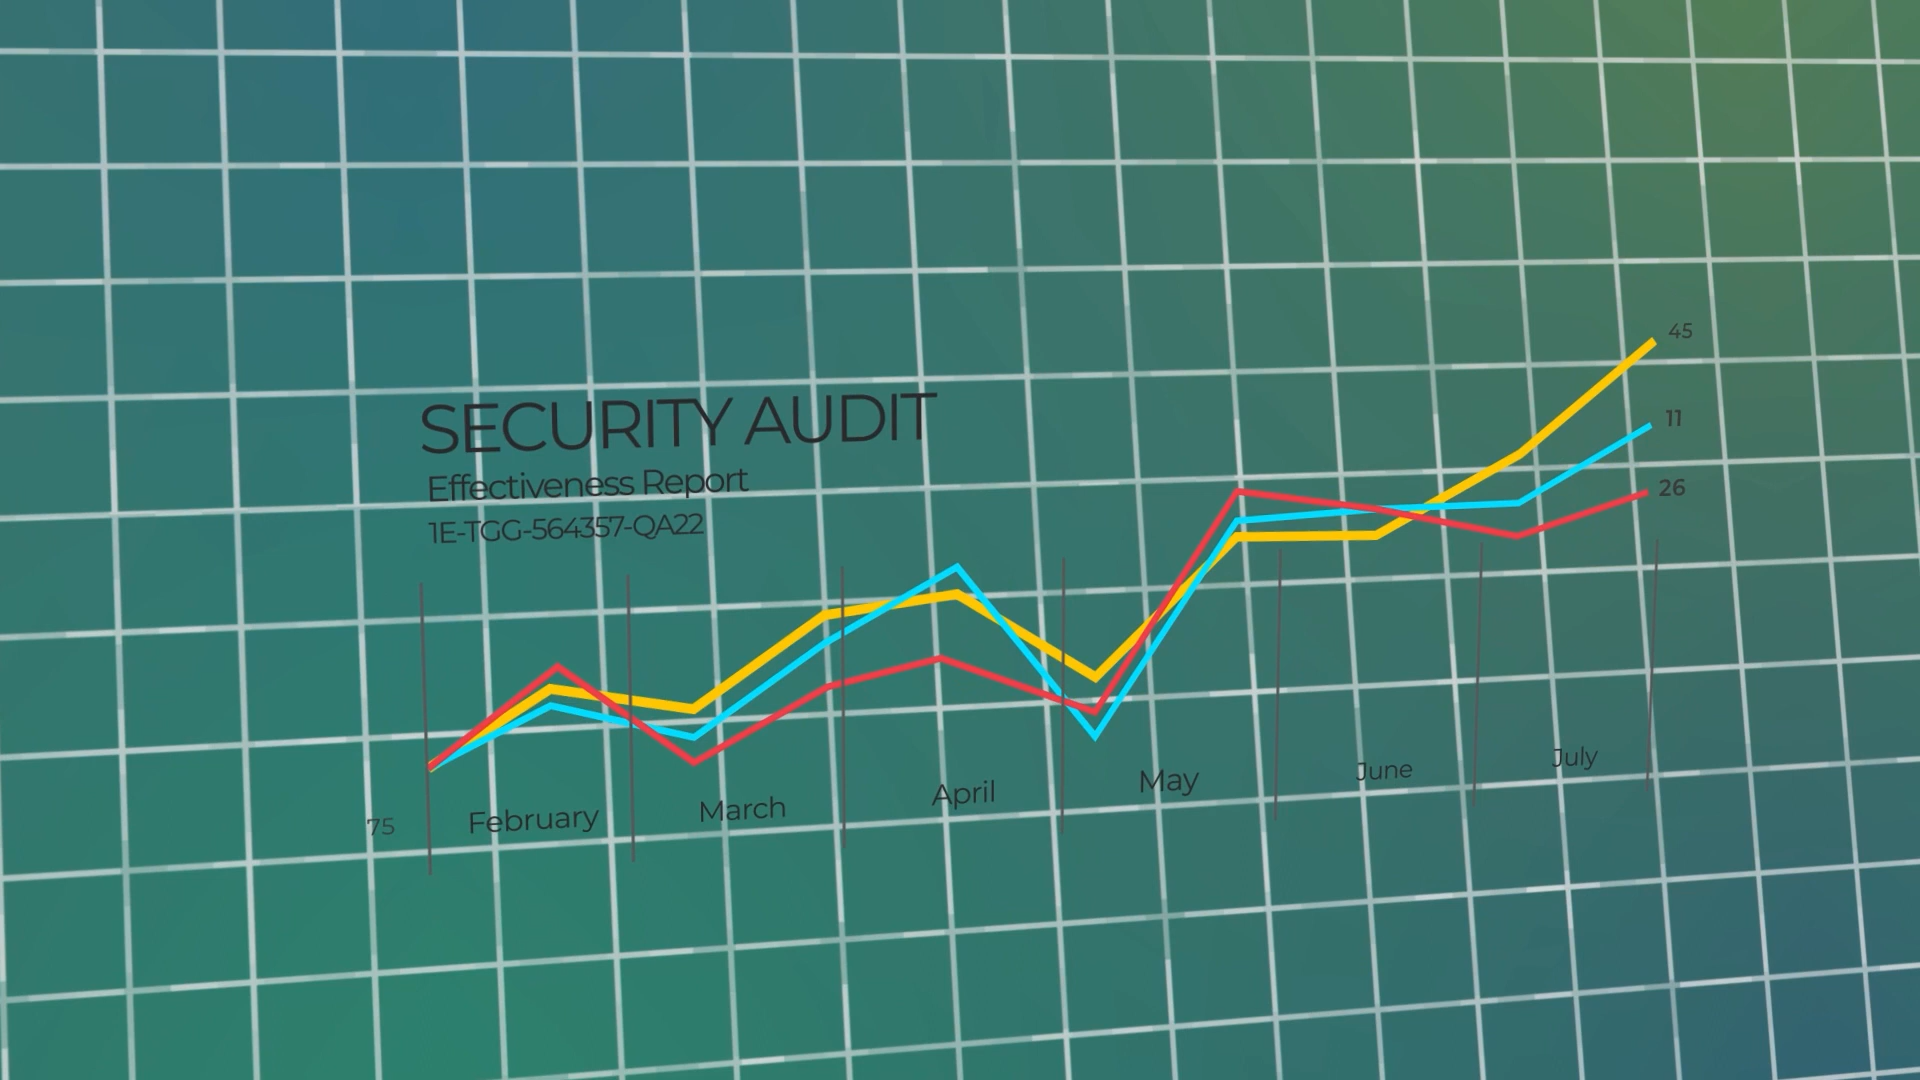 SECURITY AUDIT
Effectiveness Report
1E-TGG-564357-QA22
45
11
26
75
February
March
April
May
June
July